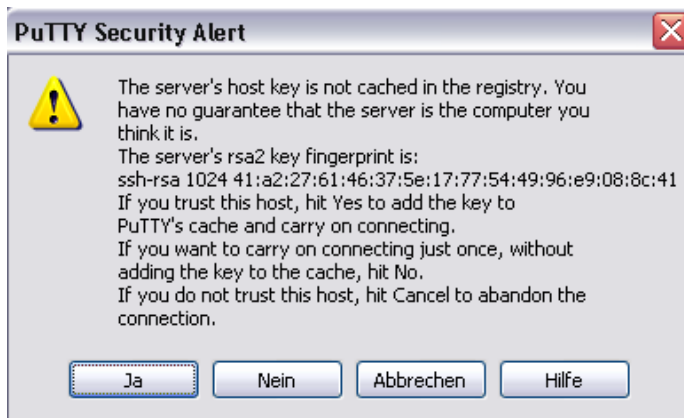 PuTTY Security Alert
The server's host key is not cached in the registry. You
have no guarantee that the server is the computer you
think it is.
The server's rsa2 key fingerprint is:
ssh-rsa 1024 41:a2:27:61:46:37:5e:17:77:54:49:96:e9:08:8c:41
If you trust this host, hit Yes to add the key to
PuTTY's cache and carry on connecting.
If you want to carry on connecting just once, without
adding the key to the cache, hit No.
If you do not trust this host, hit Cancel to abandon the
connection.
Ja Nein Abbrechen Hilfe